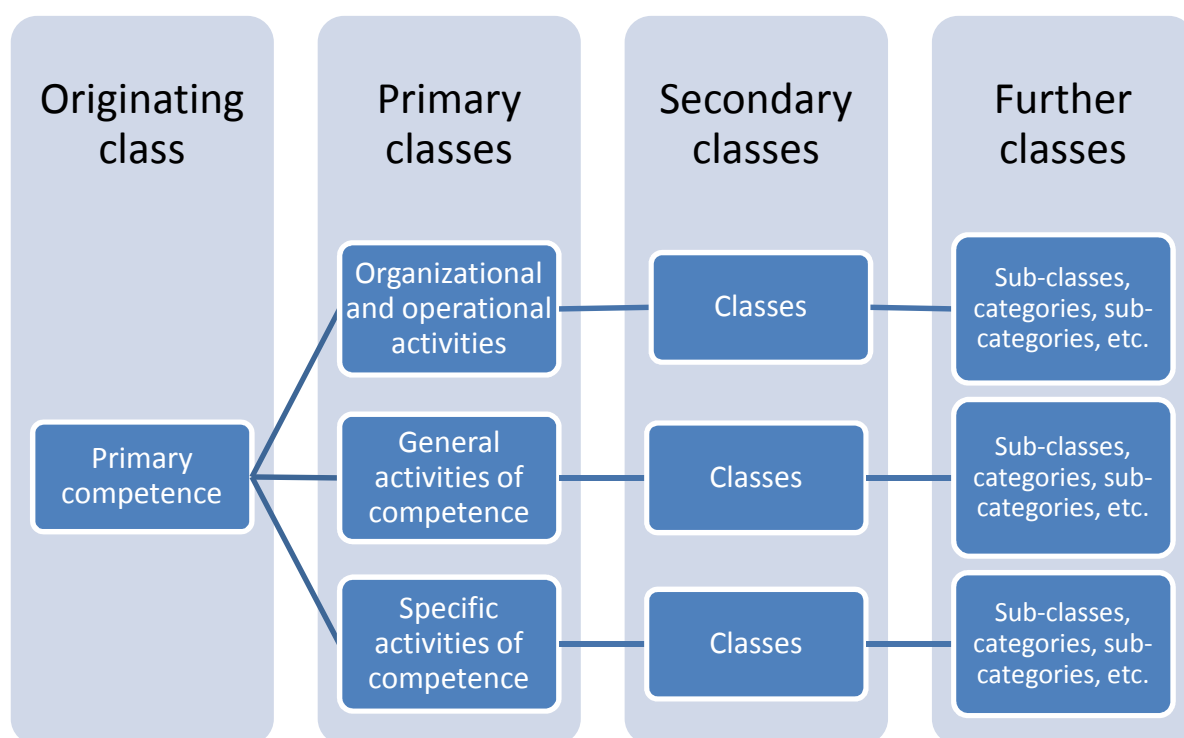 Originating
class
Primary
classes
Secondary
classes
Further
classes
Primary
competence
Organizational
and operational
activities
Classes
Sub-classes,
categories, sub-
categories, etc.
General
activities of
competence
Classes
Sub-classes,
categories, sub-
categories, etc.
Specific
activities of
competence
Classes
Sub-classes,
categories, sub-
categories, etc.